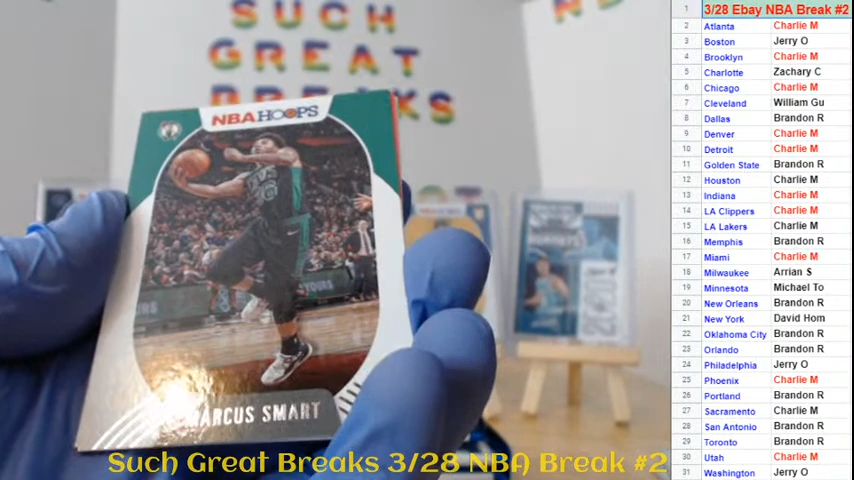 SUCH
GREAT
BREAKS
NBA HOOPS
MARCUS SMART
Such Great Breaks 3/28 NBA Break #2
1 3/28 Ebay NBA Break #2
2 Atlanta Charlie M
3 Boston Jerry O
4 Brooklyn Charlie M
5 Charlotte Zachary C
6 Chicago Charlie M
7 Cleveland William Gu
8 Dallas Brandon R
9 Denver Charlie M
10 Detroit Charlie M
11 Golden State Brandon R
12 Houston Charlie M
13 Indiana Charlie M
14 LA Clippers Charlie M
15 LA Lakers Charlie M
16 Memphis Brandon R
17 Miami Charlie M
18 Milwaukee Arrian S
19 Minnesota Michael To
20 New Orleans Brandon R
21 New York David Hom
22 Oklahoma City Brandon R
23 Orlando Brandon R
24 Philadelphia Jerry O
25 Phoenix Charlie M
26 Portland Brandon R
27 Sacramento Charlie M
28 San Antonio Brandon R
29 Toronto Brandon R
30 Utah Charlie M
31 Washington Jerry O